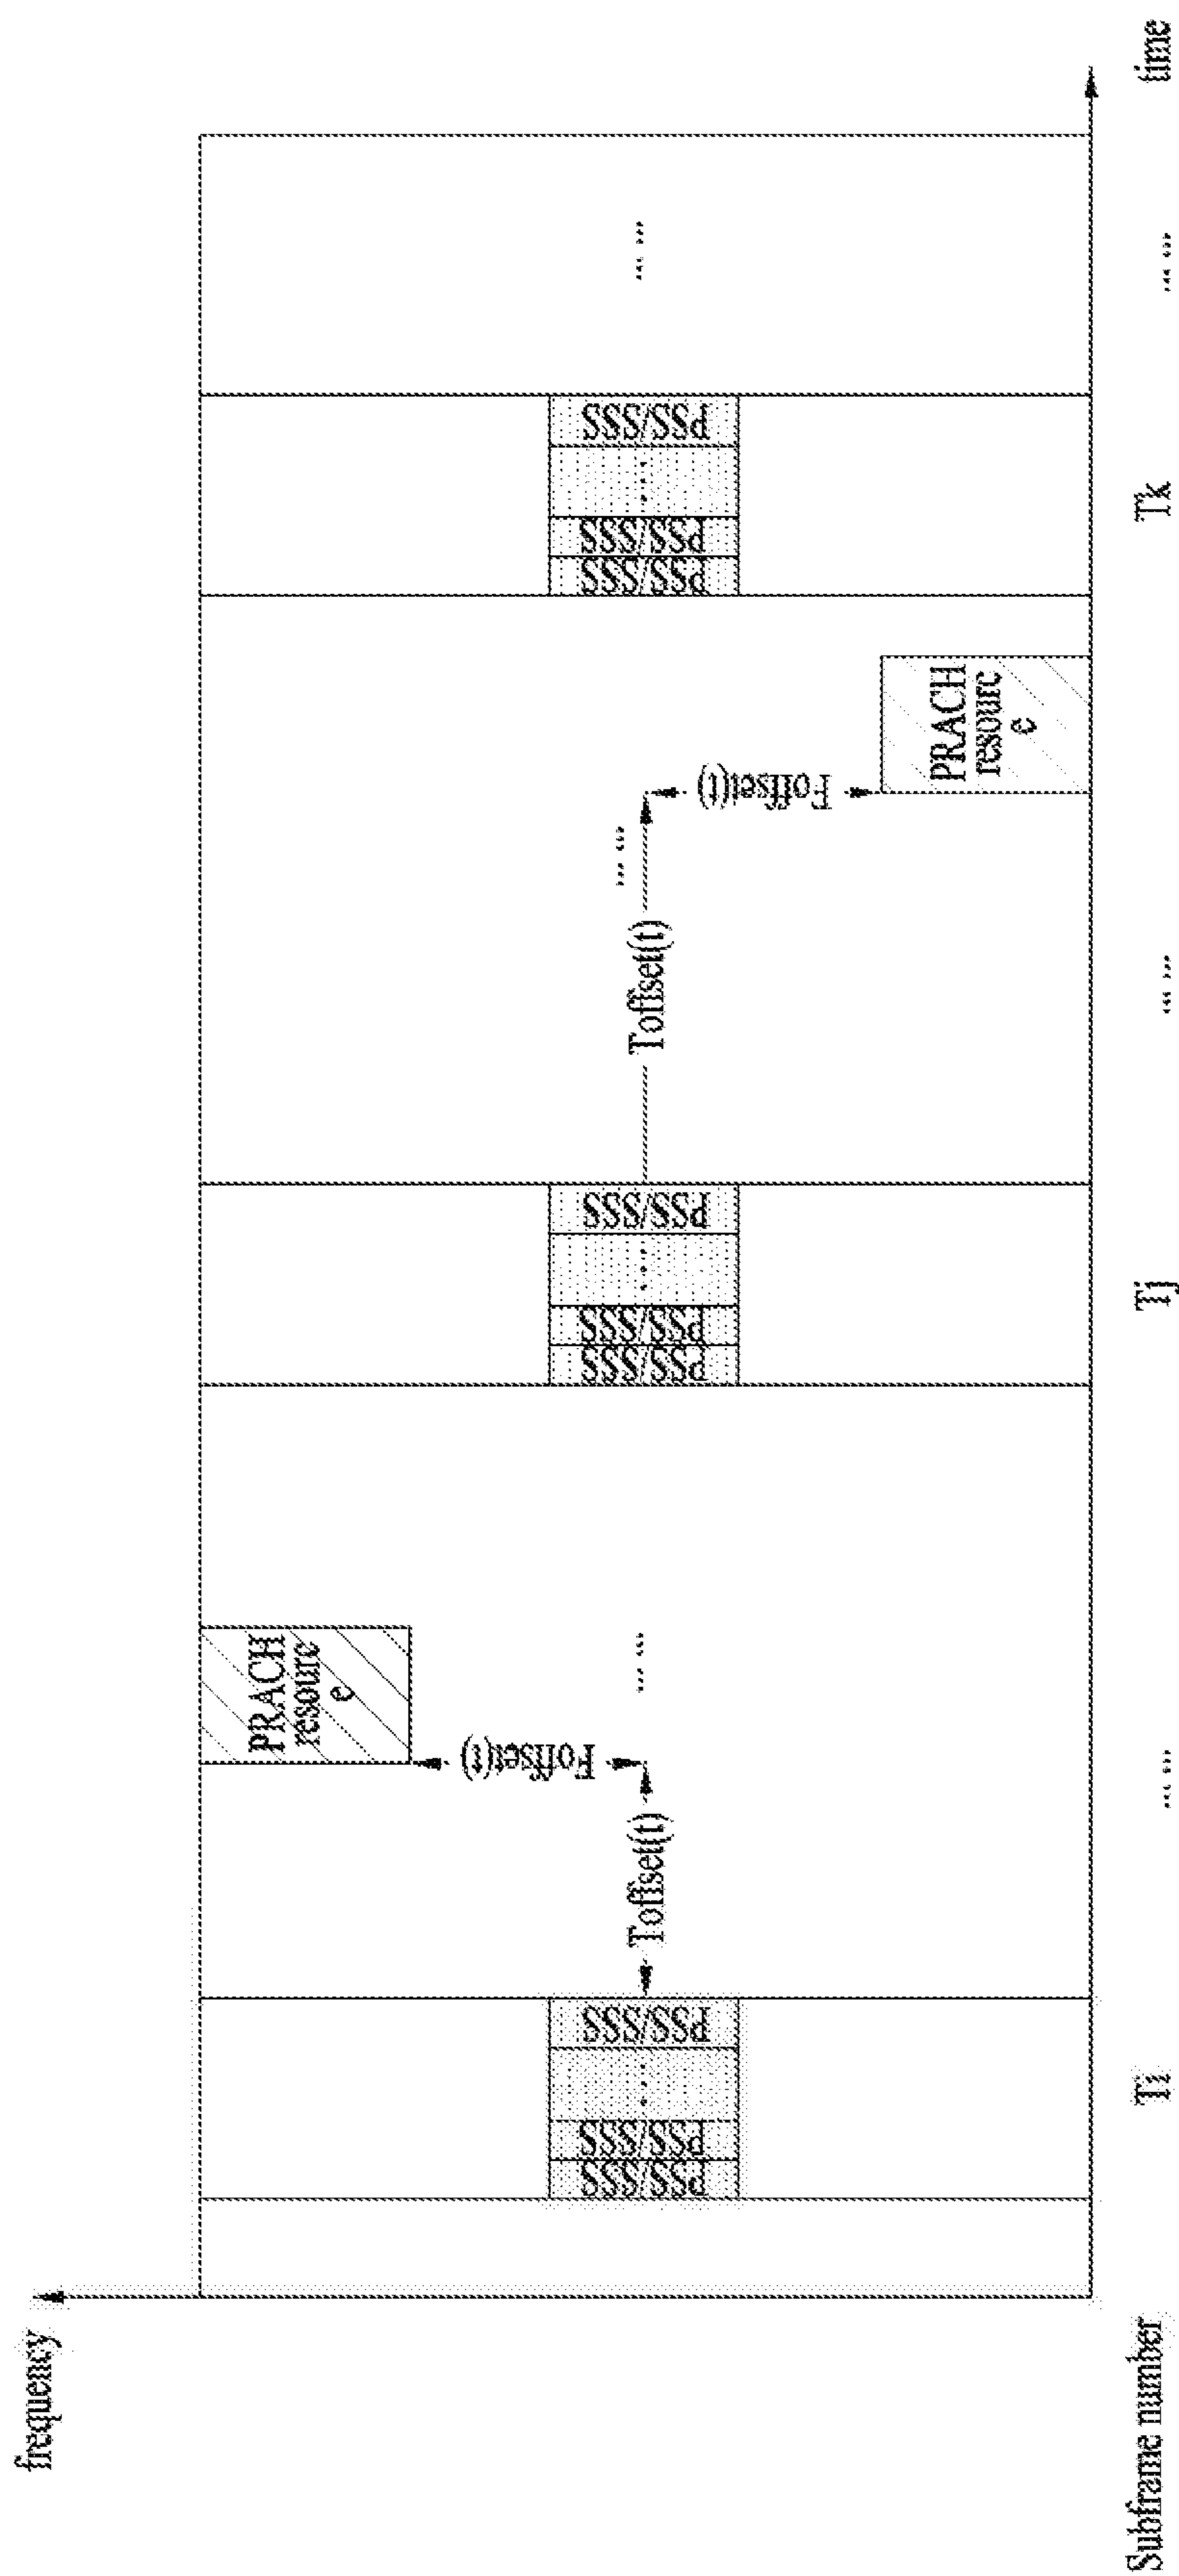 frequency
PRACH
resourc
e
Foffset(t)
Toffset(t)
... ...
PSS/SSS
PSS/SSS
...
PSS/SSS
PSS/SSS
PSS/SSS
...
PSS/SSS
Toffset(t)
... ...
Foffset(t)
PRACH
resourc
e
PSS/SSS
PSS/SSS
...
PSS/SSS
... ...
Subframe number
Ti
... ...
Tj
... ...
Tk
... ...
time